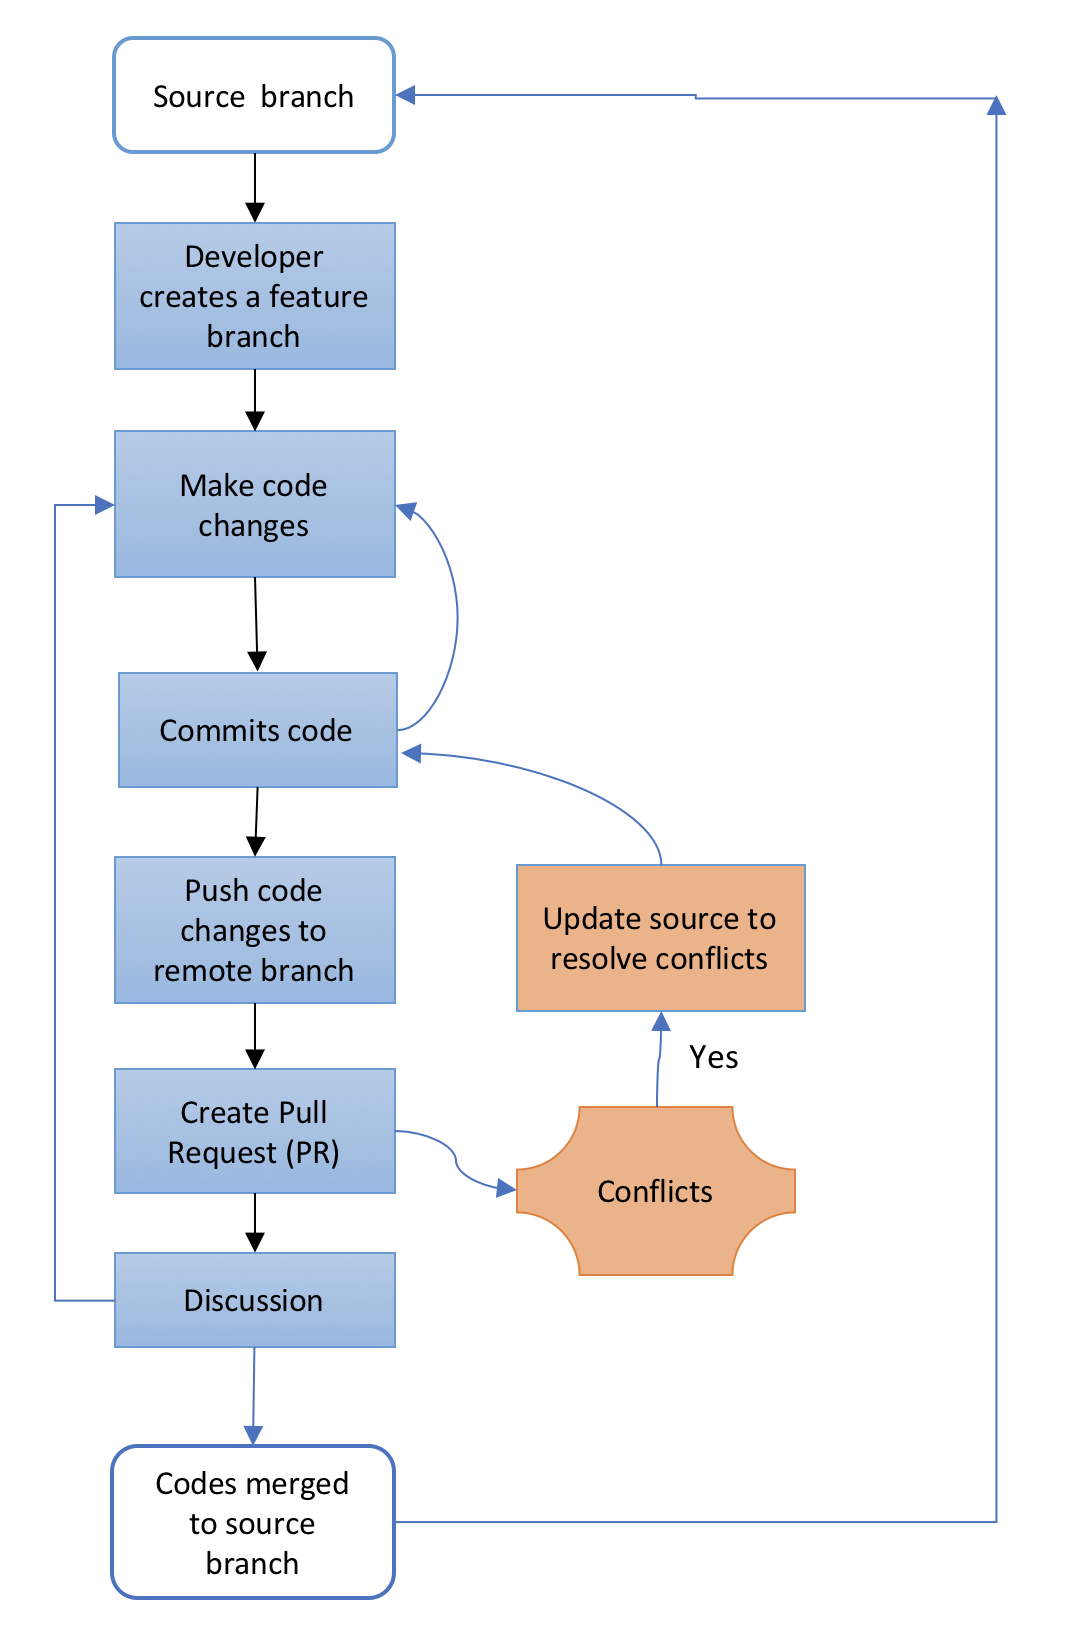 Source  branch
Developer
creates a feature
branch
Make code
changes
Commits code
Push code
changes to
remote branch
Update source to
resolve conflicts
Yes
Create Pull
Request (PR)
Conflicts
Discussion
Codes merged
to source
branch